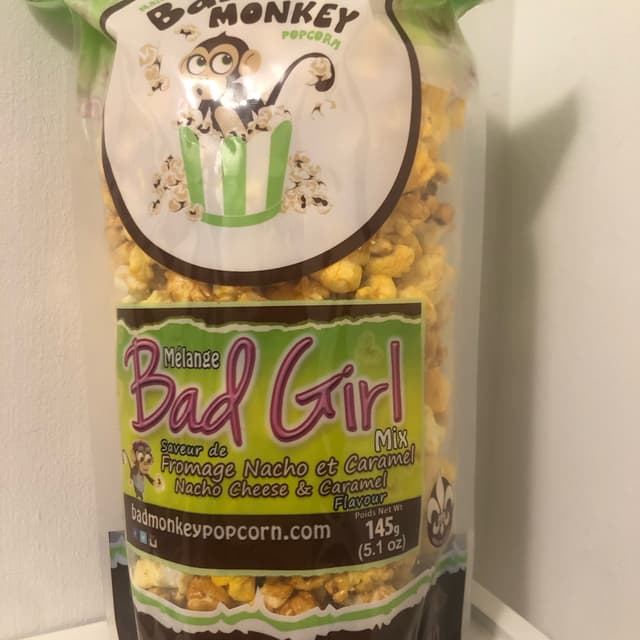 Bad
MONKEY
POPCORN
Mélange
Bad Girl
Mix
Saveur de
Fromage Nacho et Caramel
Nacho Cheese & Caramel
Flavour
badmonkeypopcorn.com
Poids Net Wt
145g
(5.1 oz)